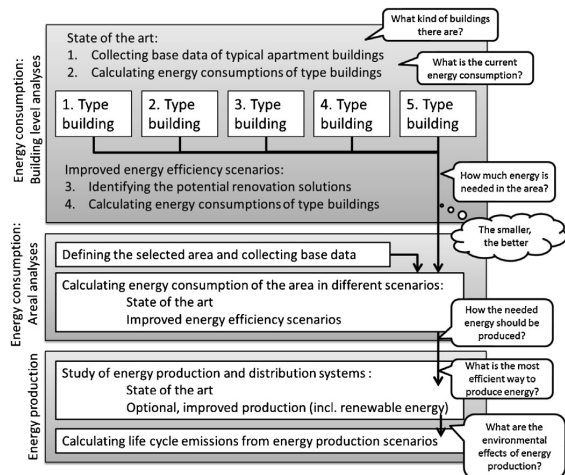 What kind of buildings
there are?
State of the art:
1. Collecting base data of typical apartment buildings
2. Calculating energy consumptions of type buildings
What is the current
energy consumption?
1. Type
building
2. Type
building
3. Type
building
4. Type
building
5. Type
building
Energy consumption:
Building level analyses
Improved energy efficiency scenarios:
3. Identifying the potential renovation solutions
4. Calculating energy consumptions of type buildings
How much energy is
needed in the area?
The smaller,
the better
Energy consumption:
Areal analyses
Defining the selected area and collecting base data
Calculating energy consumption of the area in different scenarios:
State of the art
Improved energy efficiency scenarios
How the needed
energy should be
produced?
Energy production
Study of energy production and distribution systems :
State of the art
Optional, improved production (incl. renewable energy)
What is the most
efficient way to
produce energy?
Calculating life cycle emissions from energy production scenarios
What are the
environmental
effects of energy
production?